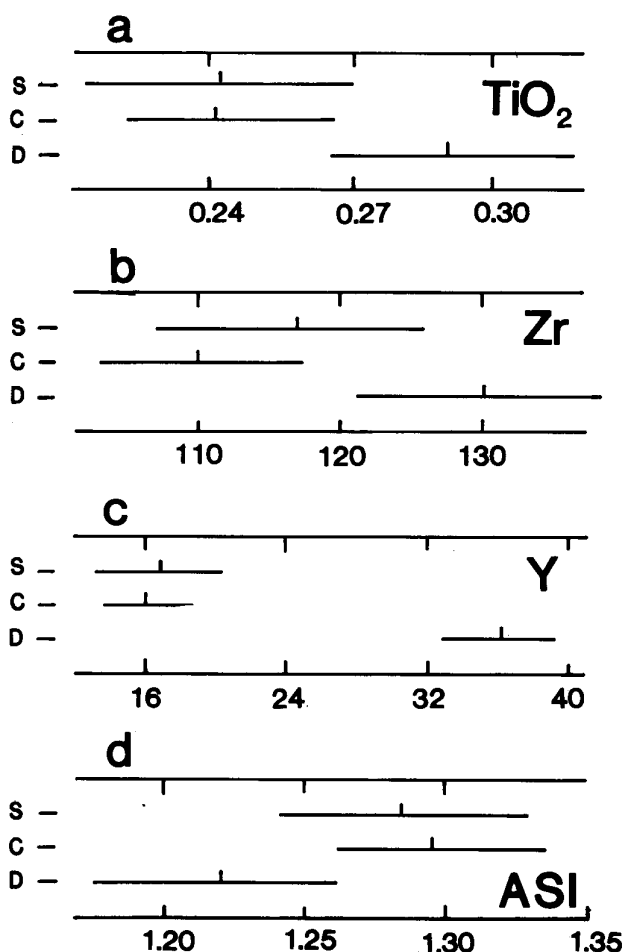 a
S –
TiO₂
C –
D –
0.24 0.27 0.30
b
S –
Zr
C –
D –
110 120 130
c
S –
Y
C –
D –
16 24 32 40
d
S –
C –
D –
ASI
1.20 1.25 1.30 1.35